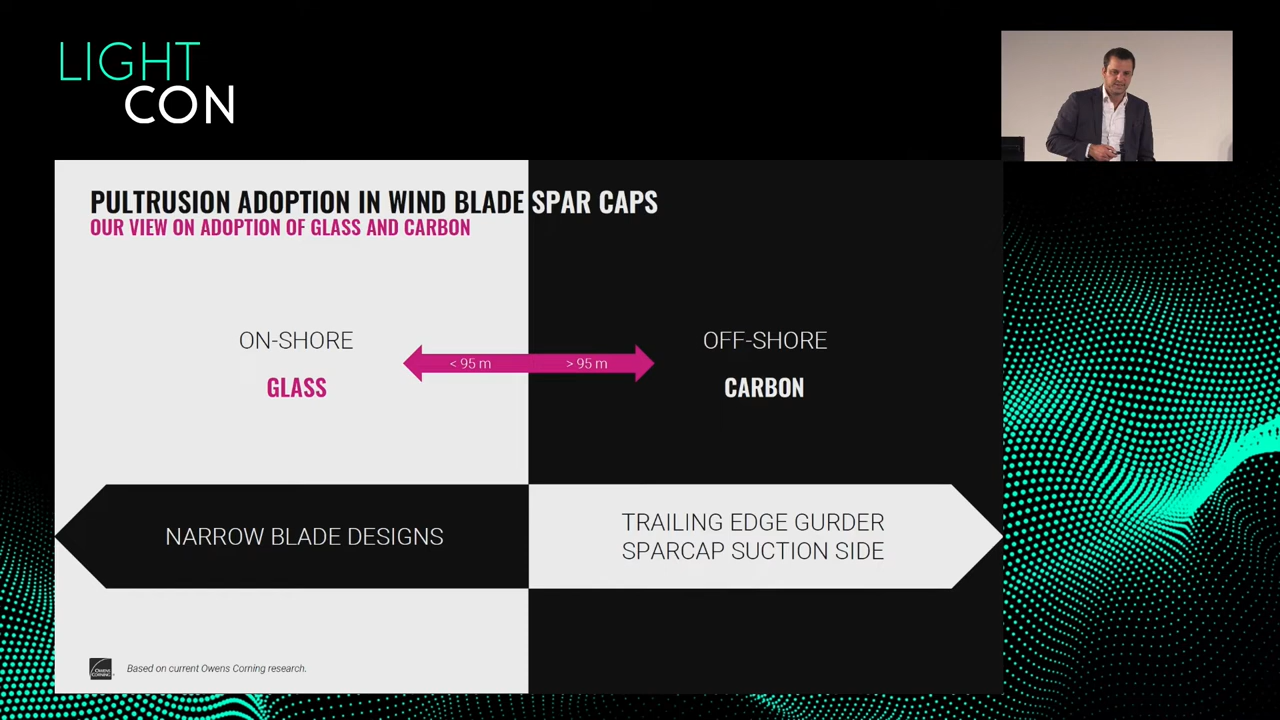 LIGHT
CON
PULTRUSION ADOPTION IN WIND BLADE SPAR CAPS
OUR VIEW ON ADOPTION OF GLASS AND CARBON
ON-SHORE
GLASS
< 95 m
> 95 m
OFF-SHORE
CARBON
NARROW BLADE DESIGNS
TRAILING EDGE GURDER
SPARCAP SUCTION SIDE
OWENS
CORNING
Based on current Owens Corning research.